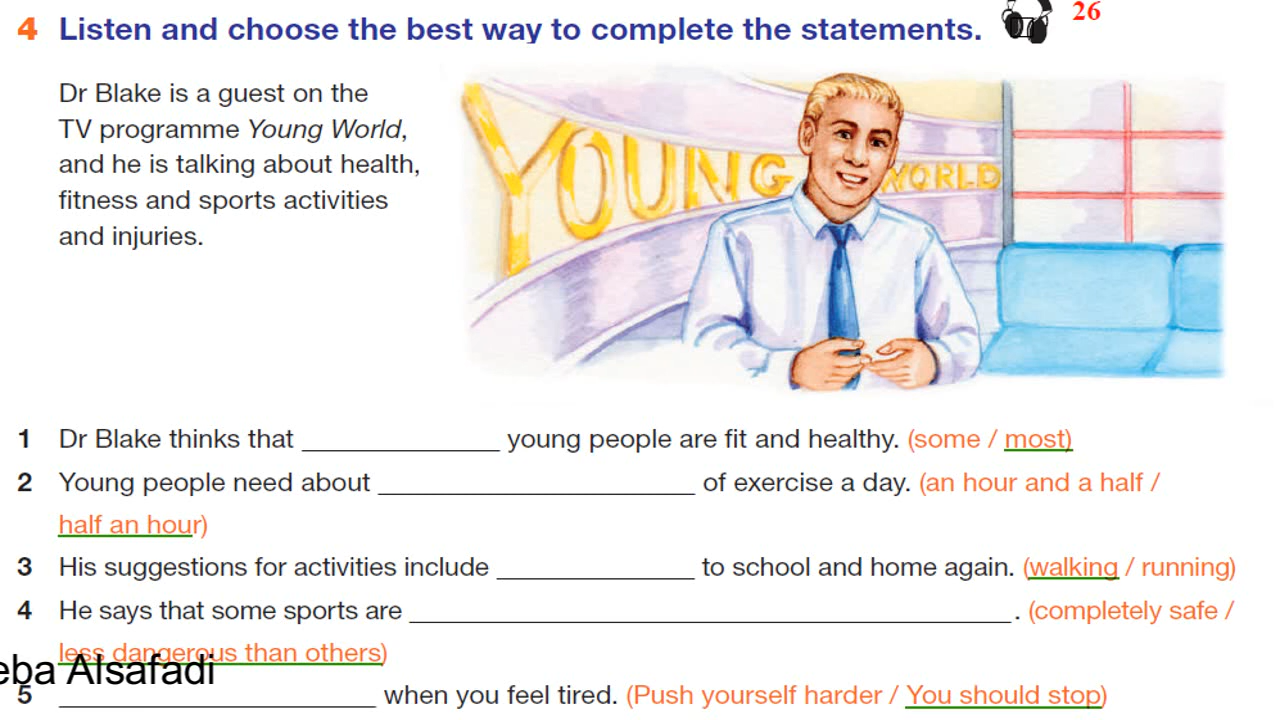 4 Listen and choose the best way to complete the statements. 26
Dr Blake is a guest on the
TV programme Young World,
and he is talking about health,
fitness and sports activities
and injuries.
YOUNG WORLD
1 Dr Blake thinks that ____________ young people are fit and healthy. (some / most)
2 Young people need about ____________________ of exercise a day. (an hour and a half /
half an hour)
3 His suggestions for activities include ____________ to school and home again. (walking / running)
4 He says that some sports are ______________________________________. (completely safe /
less dangerous than others)
eba Alsafadi
5 ____________________ when you feel tired. (Push yourself harder / You should stop)